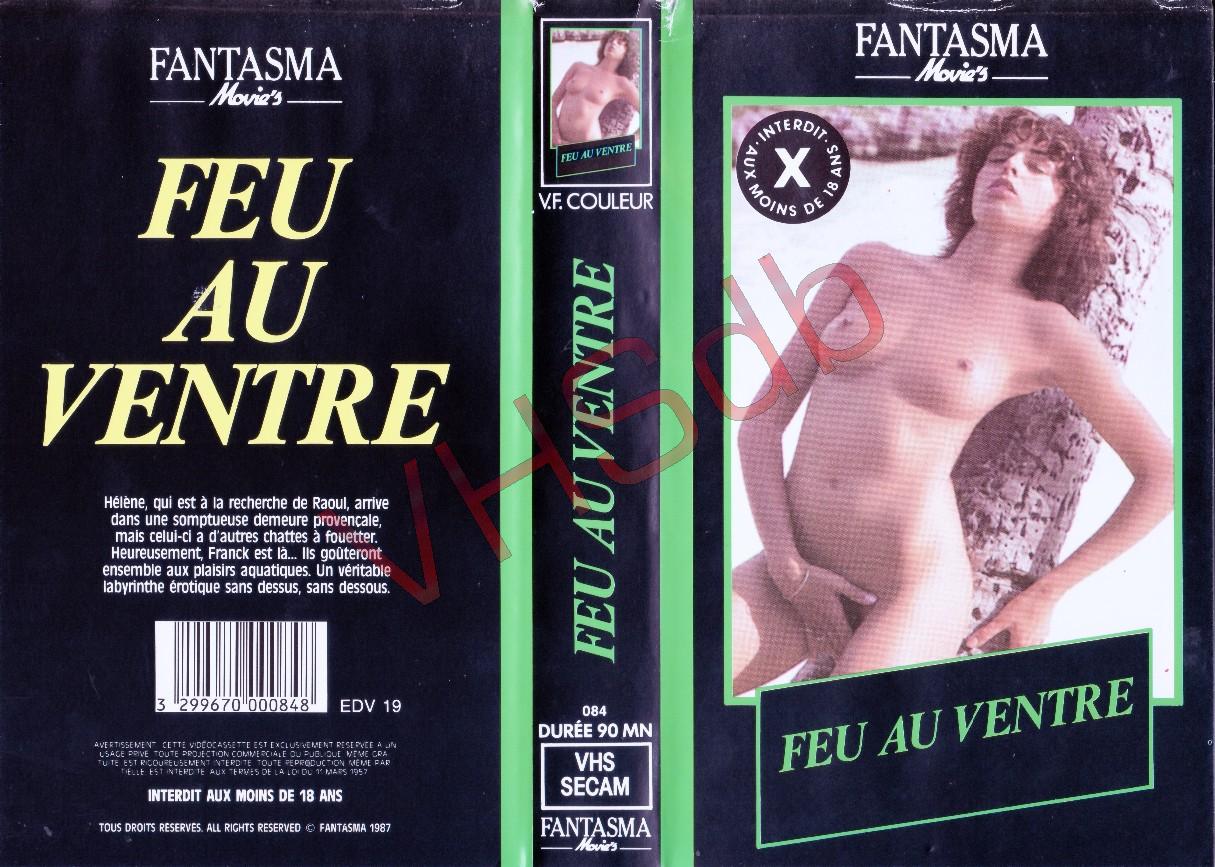 FANTASMA
Movie's
FEU
AU
VENTRE
Hélène, qui est à la recherche de Raoul, arrive
dans une somptueuse demeure provençale,
mais celui-ci a d'autres chattes à fouetter.
Heureusement, Franck est là... Ils goûteront
ensemble aux plaisirs aquatiques. Un véritable
labyrinthe érotique sans dessus, sans dessous.
3 299670 000848
EDV 19
AVERTISSEMENT. CETTE VIDÉOCASSETTE EST EXCLUSIVEMENT RÉSERVÉE A UN
USAGE PRIVÉ. TOUTE PROJECTION COMMERCIALE OU PUBLIQUE, MÊME GRA-
TUITE, EST RIGOUREUSEMENT INTERDITE. TOUTE REPRODUCTION, MÊME PAR-
TIELLE, EST INTERDITE AUX TERMES DE LA LOI DU 11 MARS 1957
INTERDIT AUX MOINS DE 18 ANS
TOUS DROITS RÉSERVÉS. ALL RIGHTS RESERVED © FANTASMA 1987
FEU AU VENTRE
V.F. COULEUR
FEU AU VENTRE
084
DURÉE 90 MN
VHS
SECAM
FANTASMA
Movie's
FANTASMA
Movie's
INTERDIT
X
AUX MOINS DE 18 ANS
FEU AU VENTRE
VHSdb